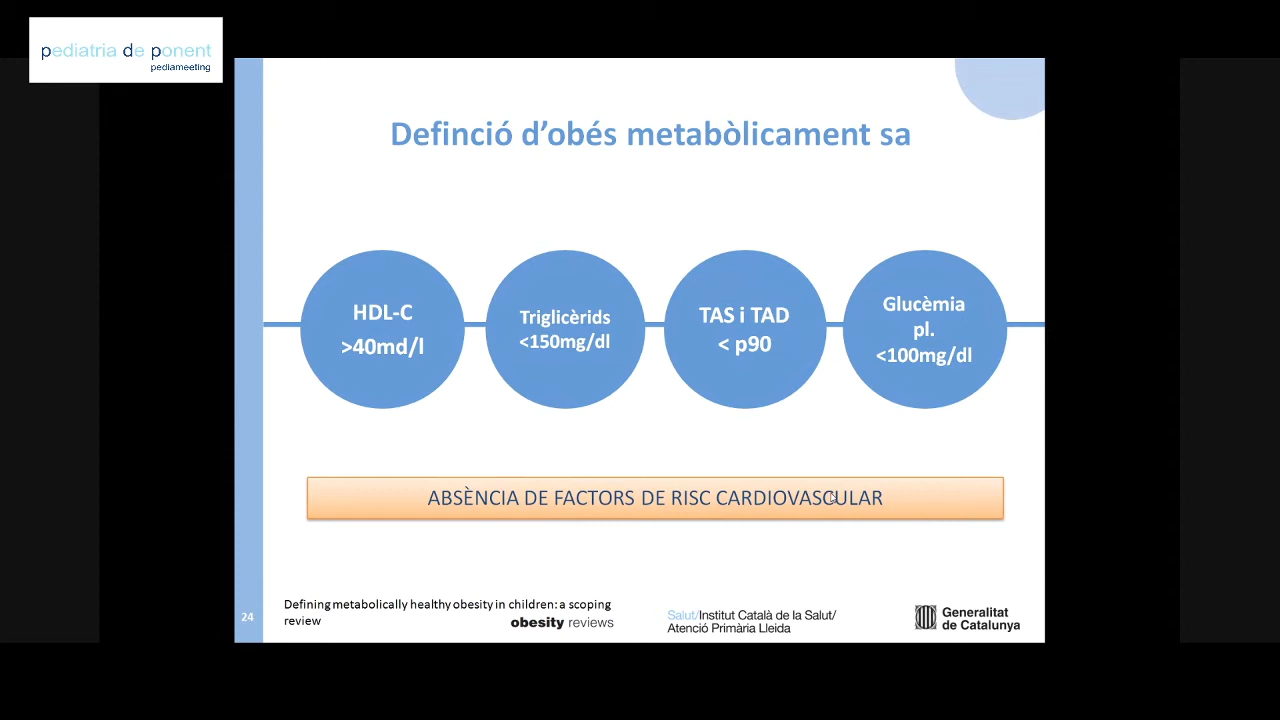 pediatria de ponent
pediameeting
Definció d’obés metabòlicament sa
HDL-C
>40md/l
Triglicèrids
<150mg/dl
TAS i TAD
< p90
Glucèmia
pl.
<100mg/dl
ABSÈNCIA DE FACTORS DE RISC CARDIOVASCULAR
24
Defining metabolically healthy obesity in children: a scoping
review
obesity reviews
Salut/Institut Català de la Salut/
Atenció Primària Lleida
Generalitat
de Catalunya